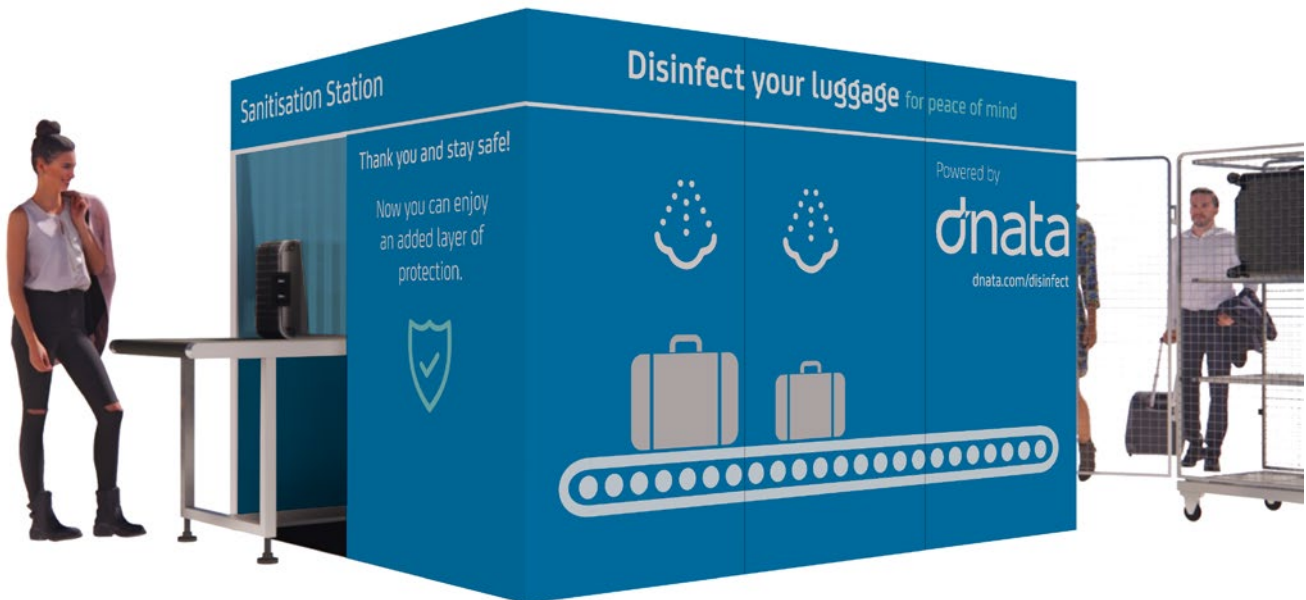 Sanitisation Station
Thank you and stay safe!
Now you can enjoy
an added layer of
protection.
Disinfect your luggage for peace of mind
Powered by
dnata
dnata.com/disinfect